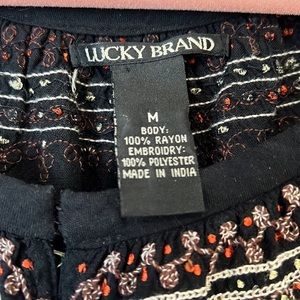 LUCKY BRAND
M
BODY:
100% RAYON
EMBROIDRY:
100% POLYESTER
MADE IN INDIA